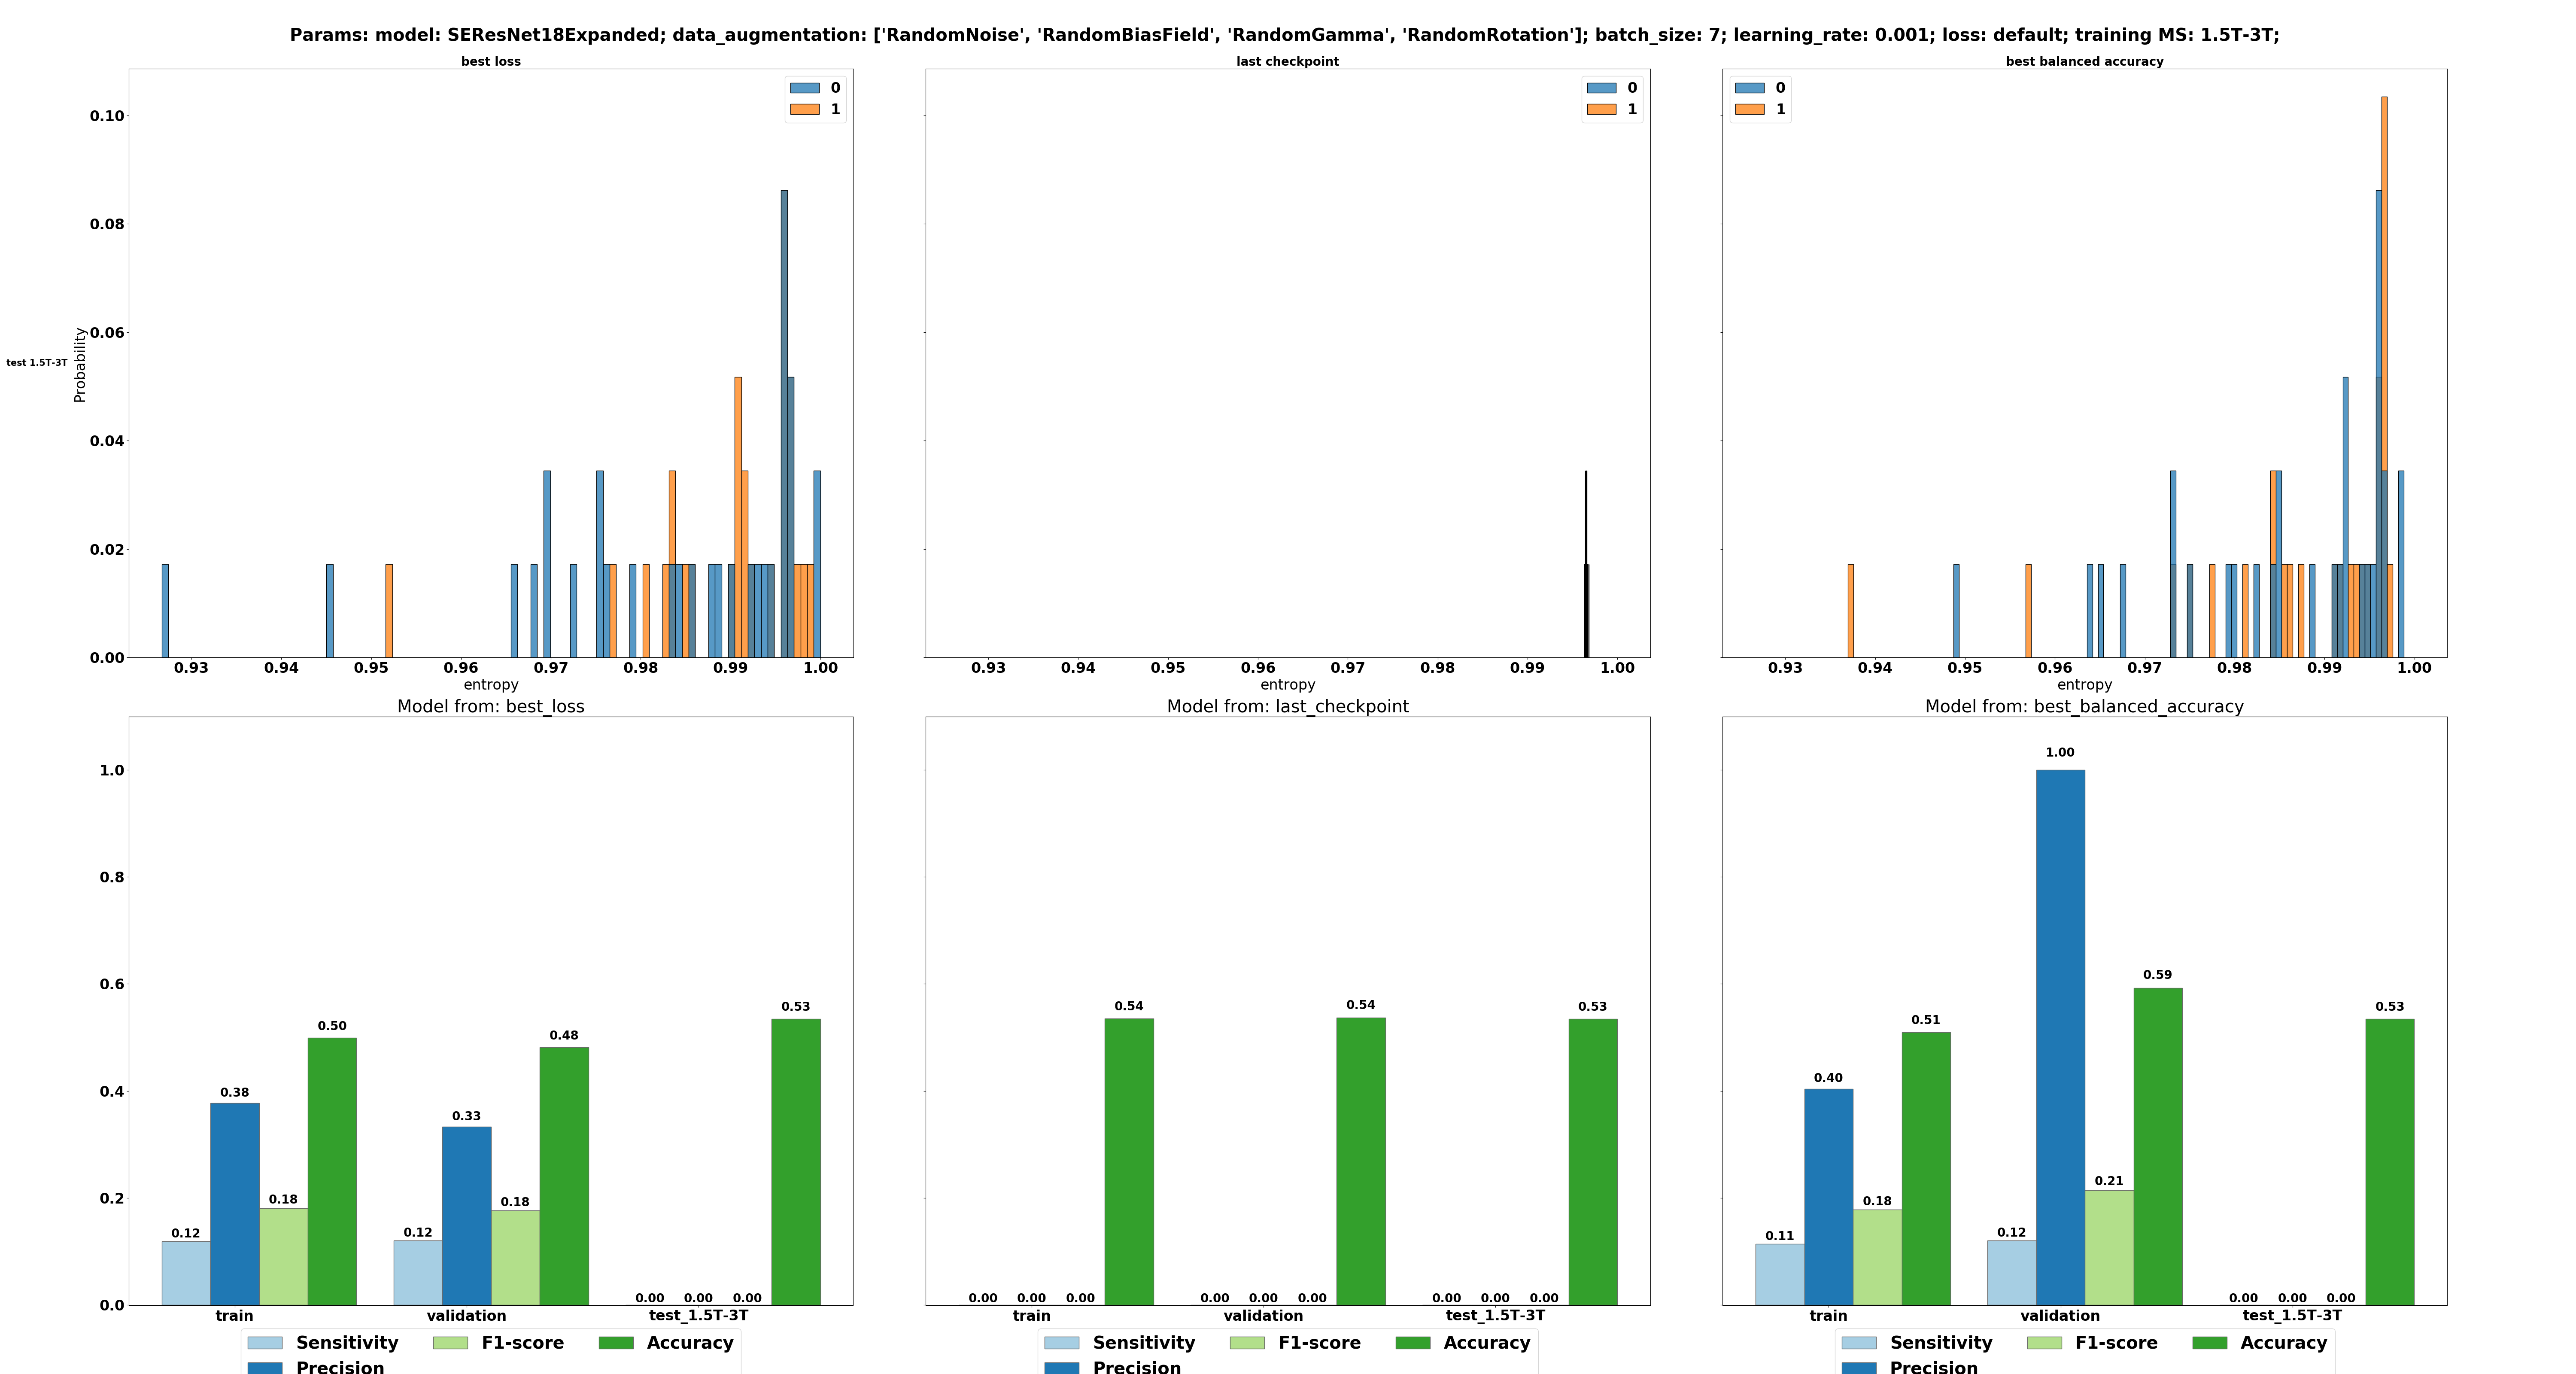 Params: model: SEResNet18Expanded; data_augmentation: ['RandomNoise', 'RandomBiasField', 'RandomGamma', 'RandomRotation']; batch_size: 7; learning_rate: 0.001; loss: default; training MS: 1.5T-3T;
best loss
last checkpoint
best balanced accuracy
0
1
0
1
0
1
0.10
0.08
0.06
0.04
0.02
0.00
test 1.5T-3T
Probability
0.93 0.94 0.95 0.96 0.97 0.98 0.99 1.00
0.93 0.94 0.95 0.96 0.97 0.98 0.99 1.00
0.93 0.94 0.95 0.96 0.97 0.98 0.99 1.00
entropy
entropy
entropy
Model from: best_loss
Model from: last_checkpoint
Model from: best_balanced_accuracy
1.0
0.8
0.6
0.4
0.2
0.0
0.12 0.38 0.18 0.50
0.12 0.33 0.18 0.48
0.00 0.00 0.00 0.53
0.00 0.00 0.00 0.54
0.00 0.00 0.00 0.54
0.00 0.00 0.00 0.53
0.11 0.40 0.18 0.51
0.12 1.00 0.21 0.59
0.00 0.00 0.00 0.53
train validation test_1.5T-3T
train validation test_1.5T-3T
train validation test_1.5T-3T
Sensitivity F1-score Accuracy
Precision
Sensitivity F1-score Accuracy
Precision
Sensitivity F1-score Accuracy
Precision